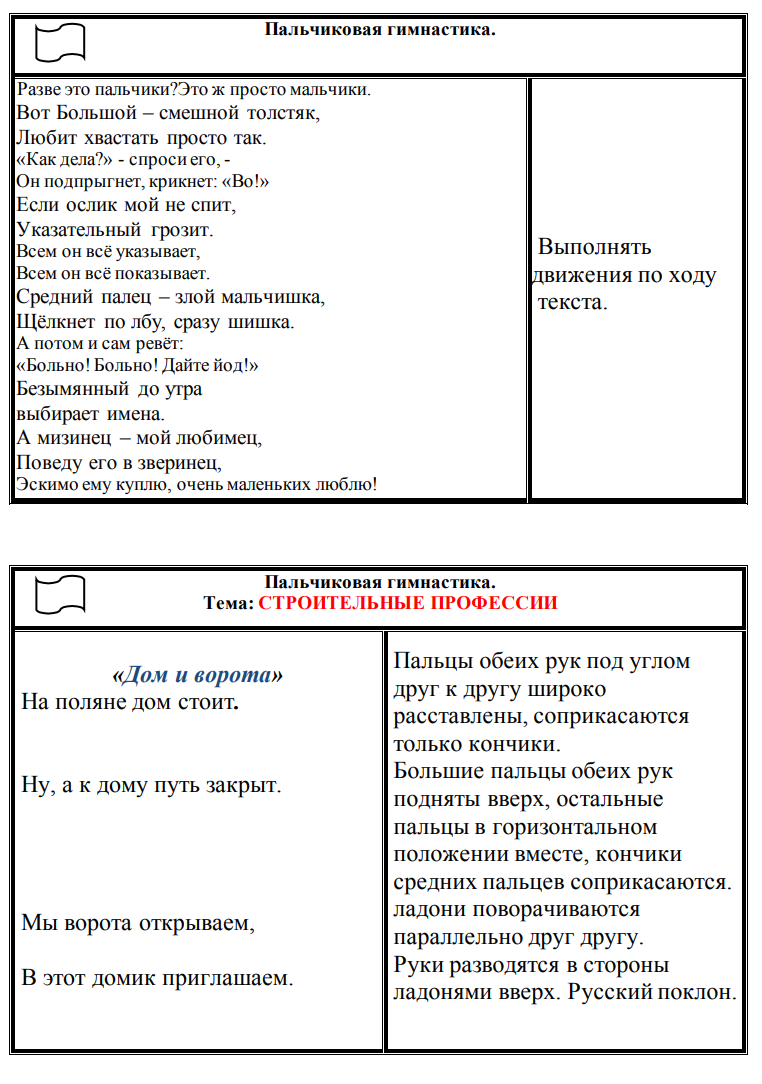 Пальчиковая гимнастика.
Разве это пальчики?Это ж просто мальчики.
Вот Большой – смешной толстяк,
Любит хвастать просто так.
«Как дела?» - спроси его, -
Он подпрыгнет, крикнет: «Во!»
Если ослик мой не спит,
Указательный грозит.
Всем он всё указывает,
Всем он всё показывает.
Средний палец – злой мальчишка,
Щёлкнет по лбу, сразу шишка.
А потом и сам ревёт:
«Больно! Больно! Дайте йод!»
Безымянный до утра
выбирает имена.
А мизинец – мой любимец,
Поведу его в зверинец,
Эскимо ему куплю, очень маленьких люблю!
Выполнять
движения по ходу
текста.
Пальчиковая гимнастика.
Тема: СТРОИТЕЛЬНЫЕ ПРОФЕССИИ
«Дом и ворота»
На поляне дом стоит.
Ну, а к дому путь закрыт.
Мы ворота открываем,
В этот домик приглашаем.
Пальцы обеих рук под углом
друг к другу широко
расставлены, соприкасаются
только кончики.
Большие пальцы обеих рук
подняты вверх, остальные
пальцы в горизонтальном
положении вместе, кончики
средних пальцев соприкасаются.
ладони поворачиваются
параллельно друг другу.
Руки разводятся в стороны
ладонями вверх. Русский поклон.